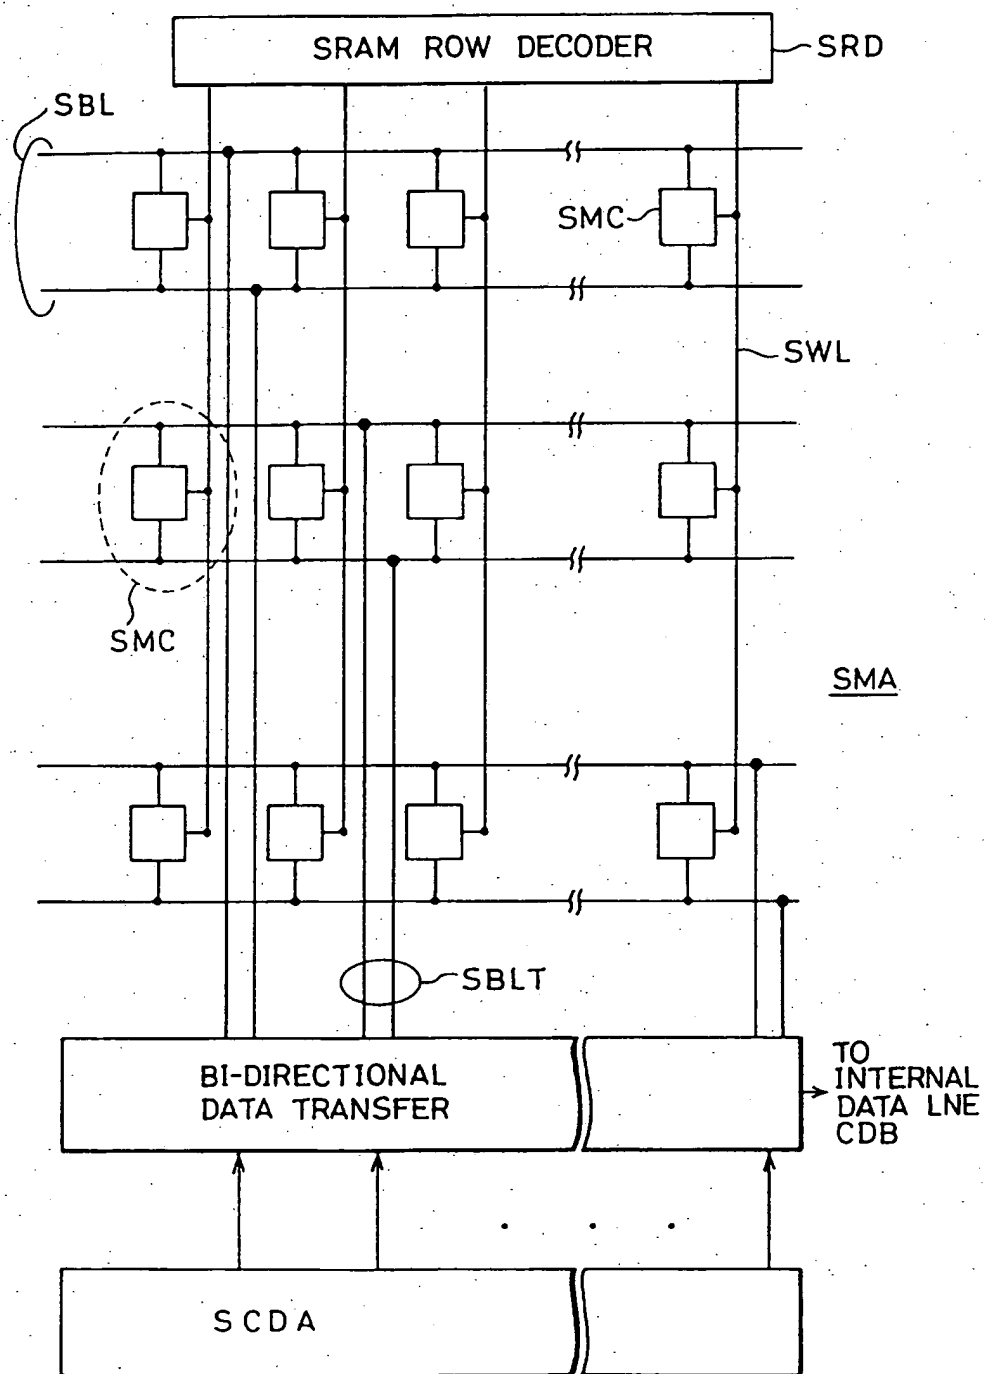 SRAM ROW DECODER
SRD
SBL
SMC
SWL
SMC
SMA
SBLT
BI-DIRECTIONAL
DATA TRANSFER
TO
INTERNAL
DATA LNE
CDB
SCDA